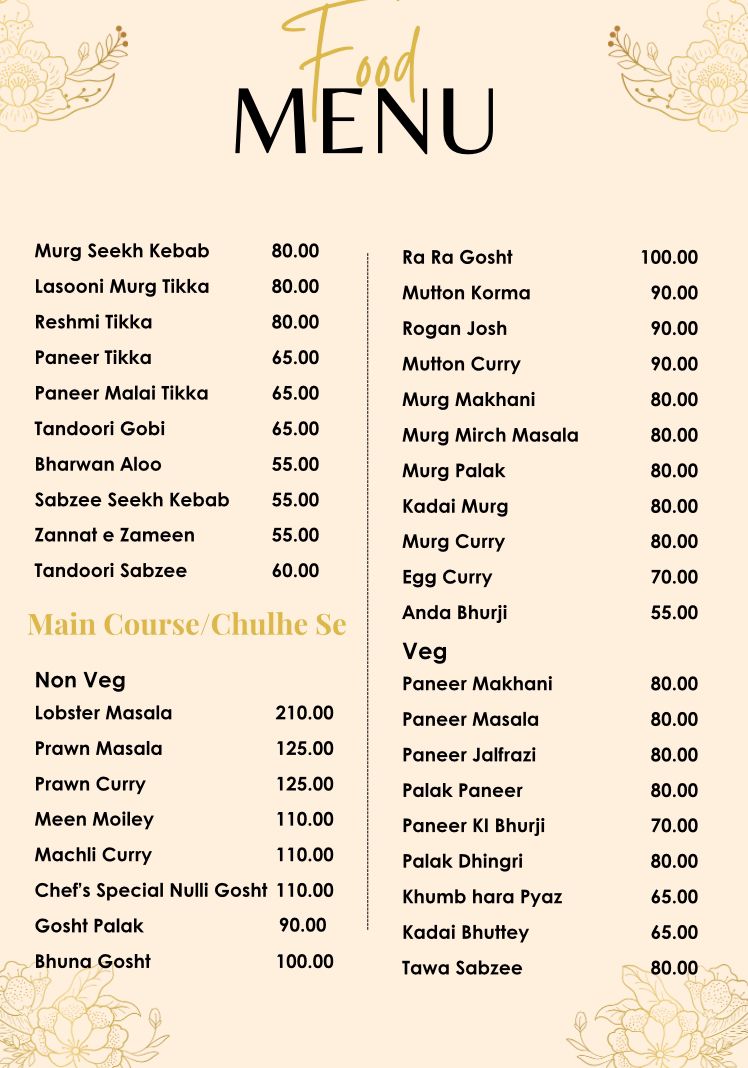 Food
MENU
Murg Seekh Kebab 80.00
Lasooni Murg Tikka 80.00
Reshmi Tikka 80.00
Paneer Tikka 65.00
Paneer Malai Tikka 65.00
Tandoori Gobi 65.00
Bharwan Aloo 55.00
Sabzee Seekh Kebab 55.00
Zannat e Zameen 55.00
Tandoori Sabzee 60.00
Main Course/Chulhe Se
Non Veg
Lobster Masala 210.00
Prawn Masala 125.00
Prawn Curry 125.00
Meen Moiley 110.00
Machli Curry 110.00
Chef's Special Nulli Gosht 110.00
Gosht Palak 90.00
Bhuna Gosht 100.00
Ra Ra Gosht 100.00
Mutton Korma 90.00
Rogan Josh 90.00
Mutton Curry 90.00
Murg Makhani 80.00
Murg Mirch Masala 80.00
Murg Palak 80.00
Kadai Murg 80.00
Murg Curry 80.00
Egg Curry 70.00
Anda Bhurji 55.00
Veg
Paneer Makhani 80.00
Paneer Masala 80.00
Paneer Jalfrazi 80.00
Palak Paneer 80.00
Paneer KI Bhurji 70.00
Palak Dhingri 80.00
Khumb hara Pyaz 65.00
Kadai Bhuttey 65.00
Tawa Sabzee 80.00